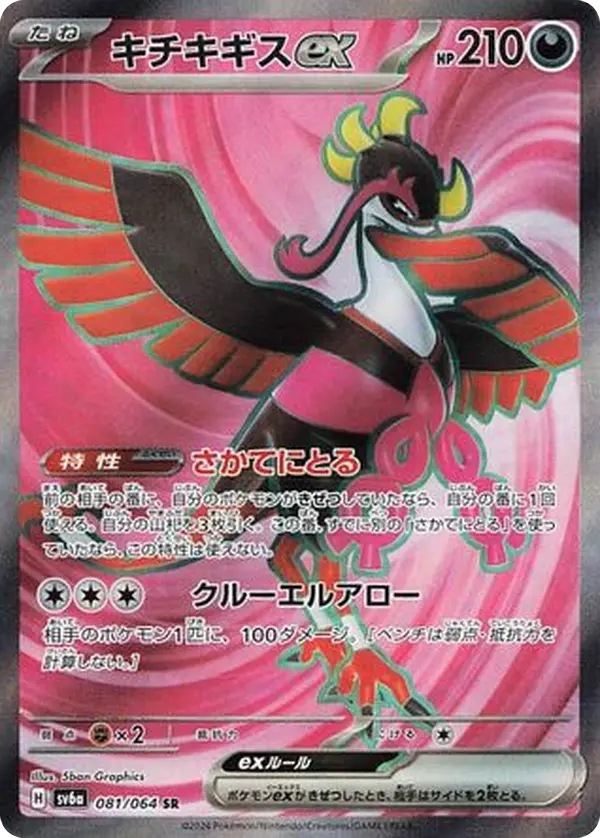 たね キチキギスex HP210
特性 さかてにとる
前の相手の番に、自分のポケモンがきぜつしていたなら、自分の番に1回
使える。自分の山札を3枚引く。この番、すでに別の「さかてにとる」を使っ
ていたなら、この特性は使えない。
クルーエルアロー
相手のポケモン1匹に、100ダメージ。[ベンチは弱点・抵抗力を
計算しない。]
弱点 ×2 抵抗力 にげる
exルール
ポケモンexがきぜつしたとき、相手はサイドを2枚とる。
Illus. 5ban Graphics
H sv6a 081/064 SR
©2024 Pokémon/Nintendo/Creatures/GAME FREAK